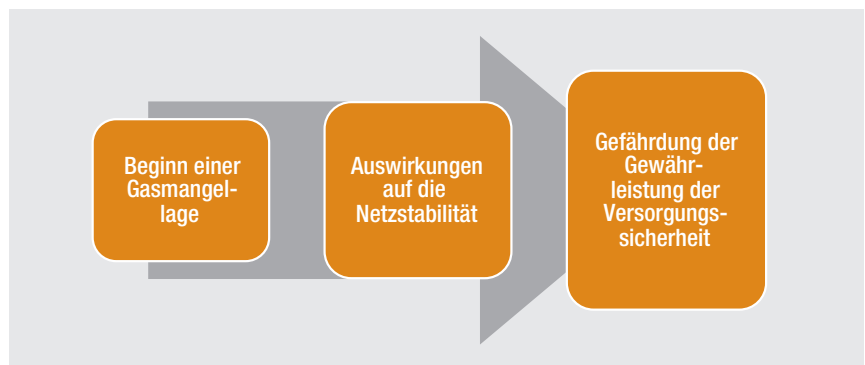 Beginn einer
Gasmangel-
lage
Auswirkungen
auf die
Netzstabilität
Gefährdung der
Gewähr-
leistung der
Versorgungs-
sicherheit